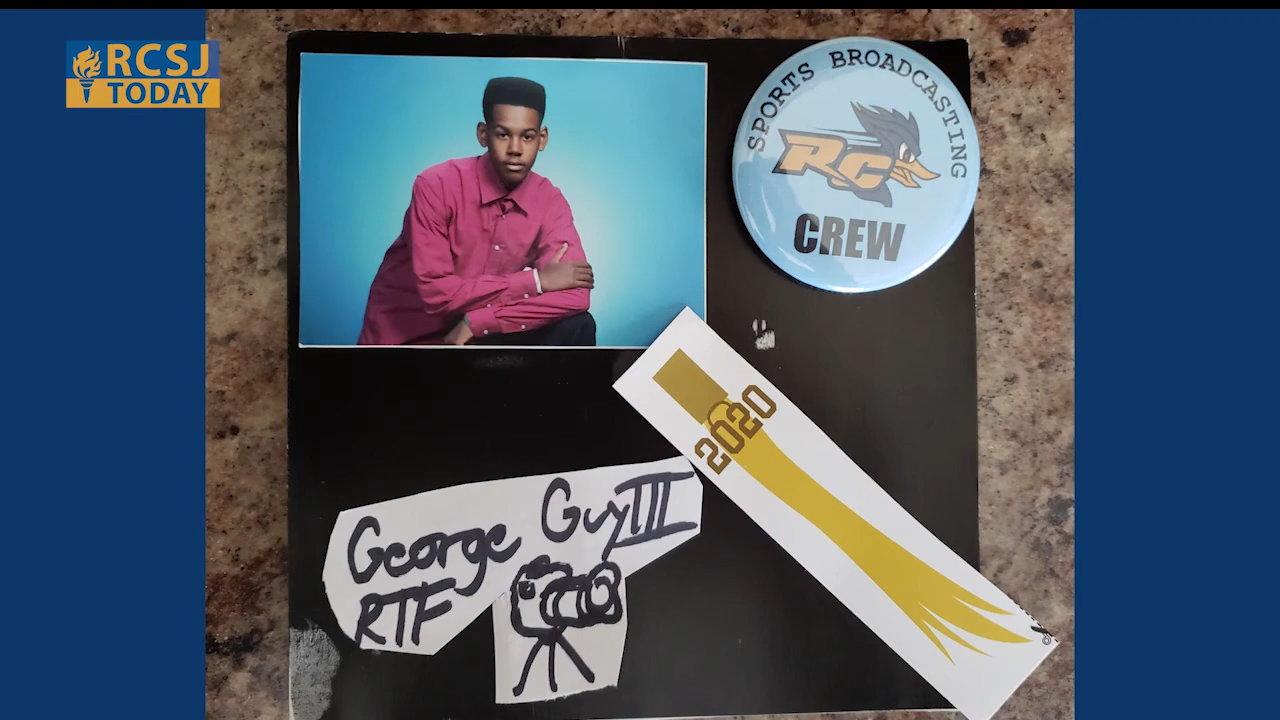 RCSJ
TODAY
SPORTS BROADCASTING
RC
CREW
2020
George Guy III
RTF